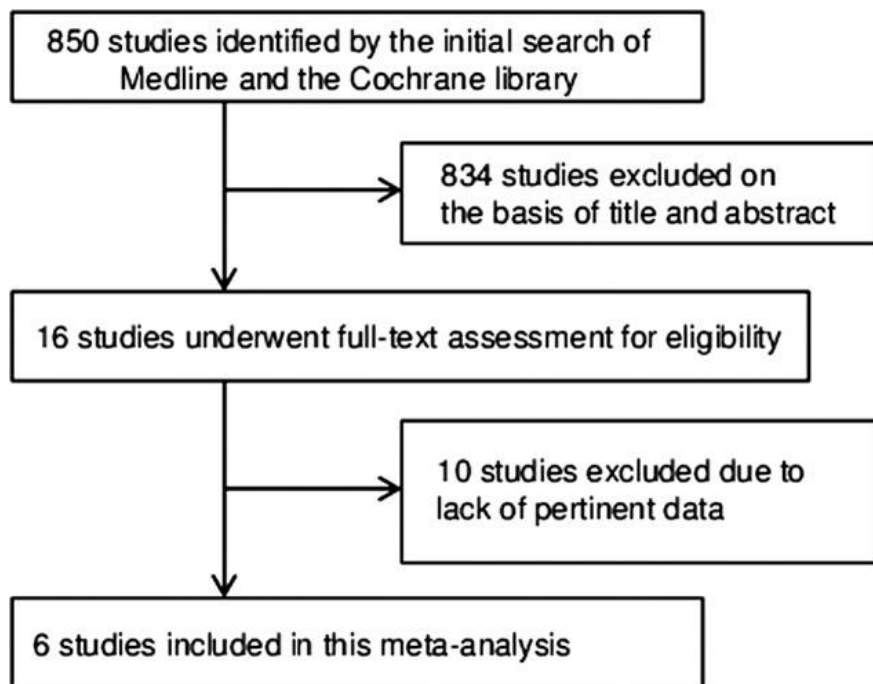 850 studies identified by the initial search of
Medline and the Cochrane library
834 studies excluded on
the basis of title and abstract
16 studies underwent full-text assessment for eligibility
10 studies excluded due to
lack of pertinent data
6 studies included in this meta-analysis